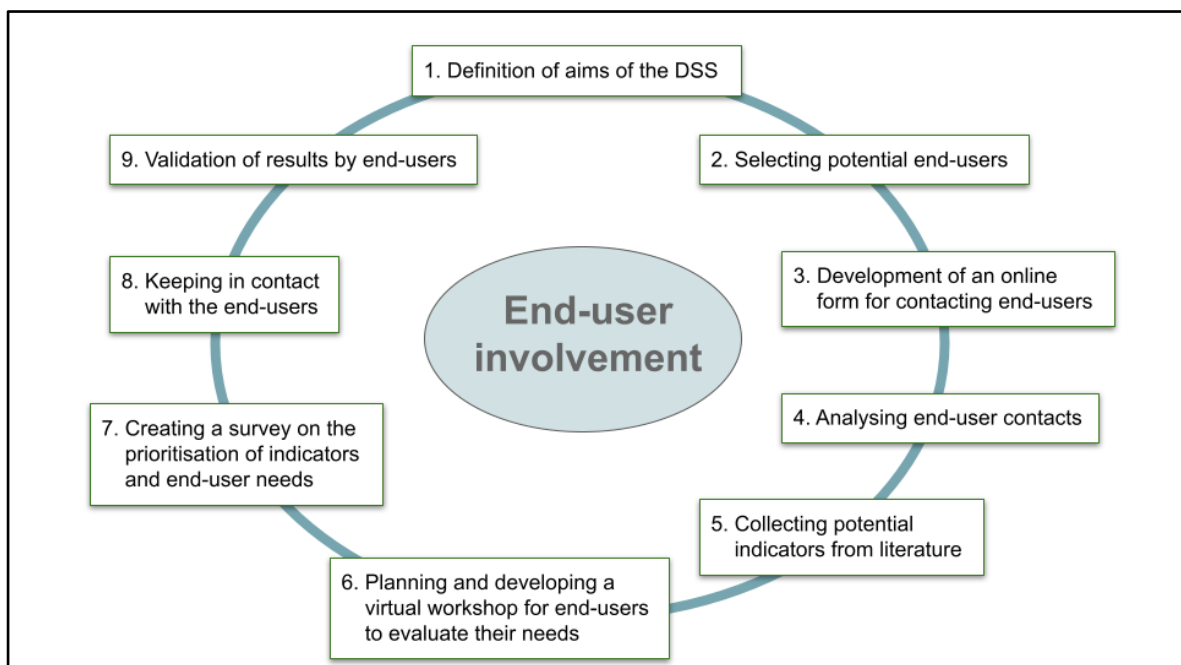 1. Definition of aims of the DSS
2. Selecting potential end-users
3. Development of an online
form for contacting end-users
4. Analysing end-user contacts
5. Collecting potential
indicators from literature
6. Planning and developing a
virtual workshop for end-users
to evaluate their needs
7. Creating a survey on the
prioritisation of indicators
and end-user needs
8. Keeping in contact
with the end-users
9. Validation of results by end-users
End-user
involvement